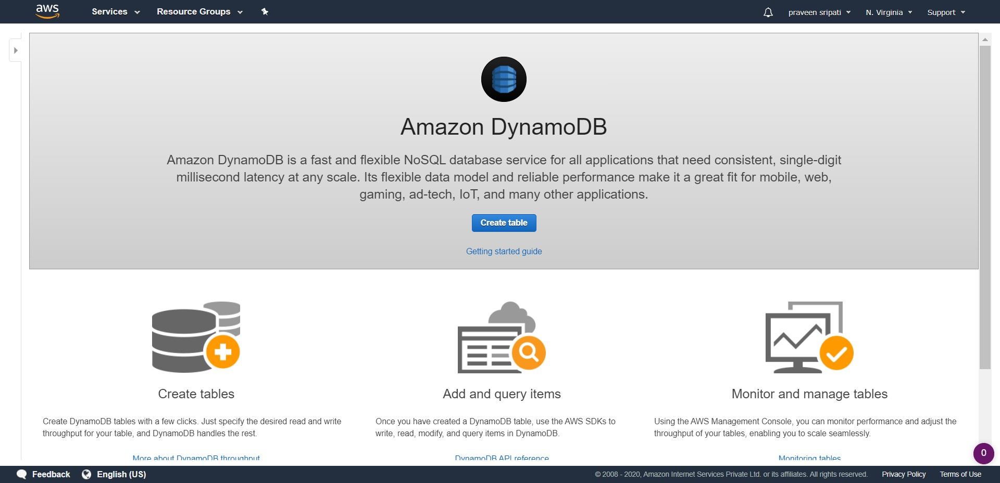 aws
Services
Resource Groups
praveen sripati
N. Virginia
Support
Amazon DynamoDB
Amazon DynamoDB is a fast and flexible NoSQL database service for all applications that need consistent, single-digit
millisecond latency at any scale. Its flexible data model and reliable performance make it a great fit for mobile, web,
gaming, ad-tech, IoT, and many other applications.
Create table
Getting started guide
Create tables
Create DynamoDB tables with a few clicks. Just specify the desired read and write
throughput for your table, and DynamoDB handles the rest.
More about DynamoDB throughput
Add and query items
Once you have created a DynamoDB table, use the AWS SDKs to
write, read, modify, and query items in DynamoDB.
DynamoDB API reference
Monitor and manage tables
Using the AWS Management Console, you can monitor performance and adjust the
throughput of your tables, enabling you to scale seamlessly.
Monitoring tables
0
Feedback
English (US)
© 2008 - 2020, Amazon Internet Services Private Ltd. or its affiliates. All rights reserved.
Privacy Policy
Terms of Use